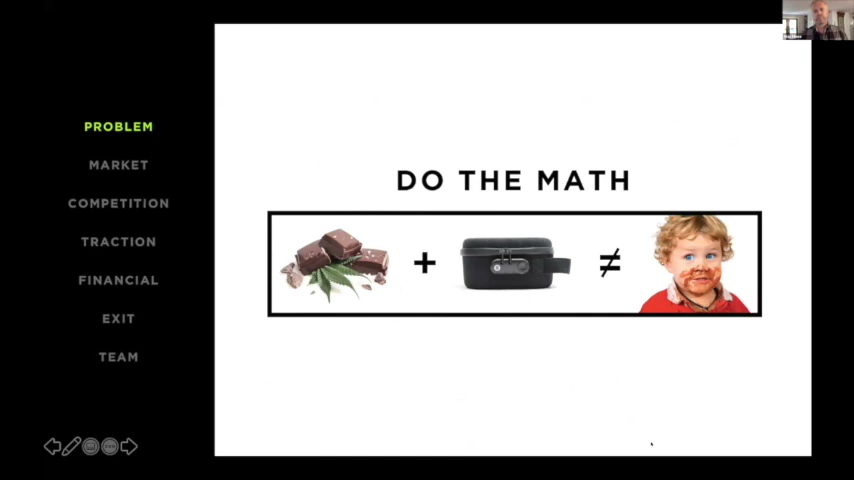 PROBLEM
MARKET
COMPETITION
TRACTION
FINANCIAL
EXIT
TEAM
DO THE MATH
+ ≠